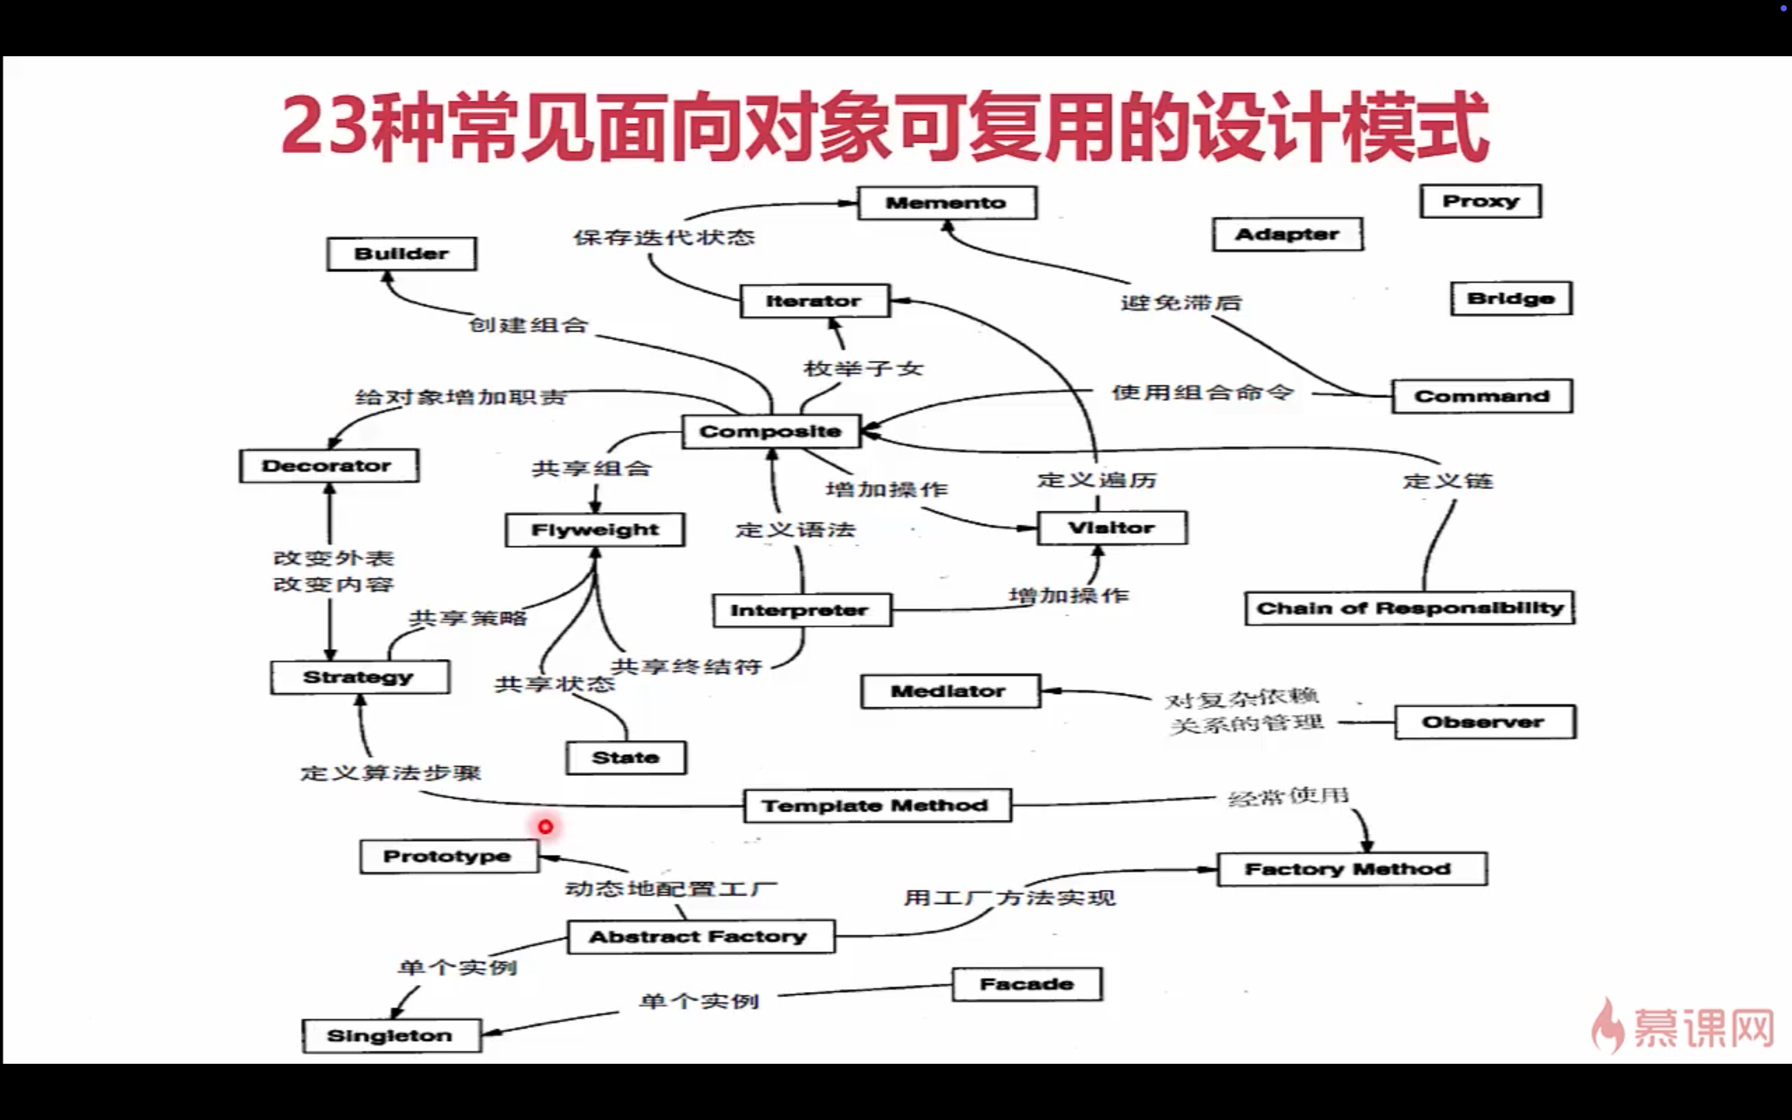 23种常见面向对象可复用的设计模式
Memento
Proxy
Adapter
保存迭代状态
Builder
Iterator
避免滞后
Bridge
创建组合
枚举子女
给对象增加职责
使用组合命令
Command
Composite
Decorator
共享组合
增加操作
定义遍历
定义链
Flyweight
定义语法
Visitor
改变外表
改变内容
增加操作
共享策略
Interpreter
Chain of Responsibility
共享终结符
Strategy
共享状态
Mediator
对复杂依赖
关系的管理
Observer
State
定义算法步骤
Template Method
经常使用
Prototype
Factory Method
动态地配置工厂
用工厂方法实现
Abstract Factory
单个实例
Facade
单个实例
Singleton
慕课网